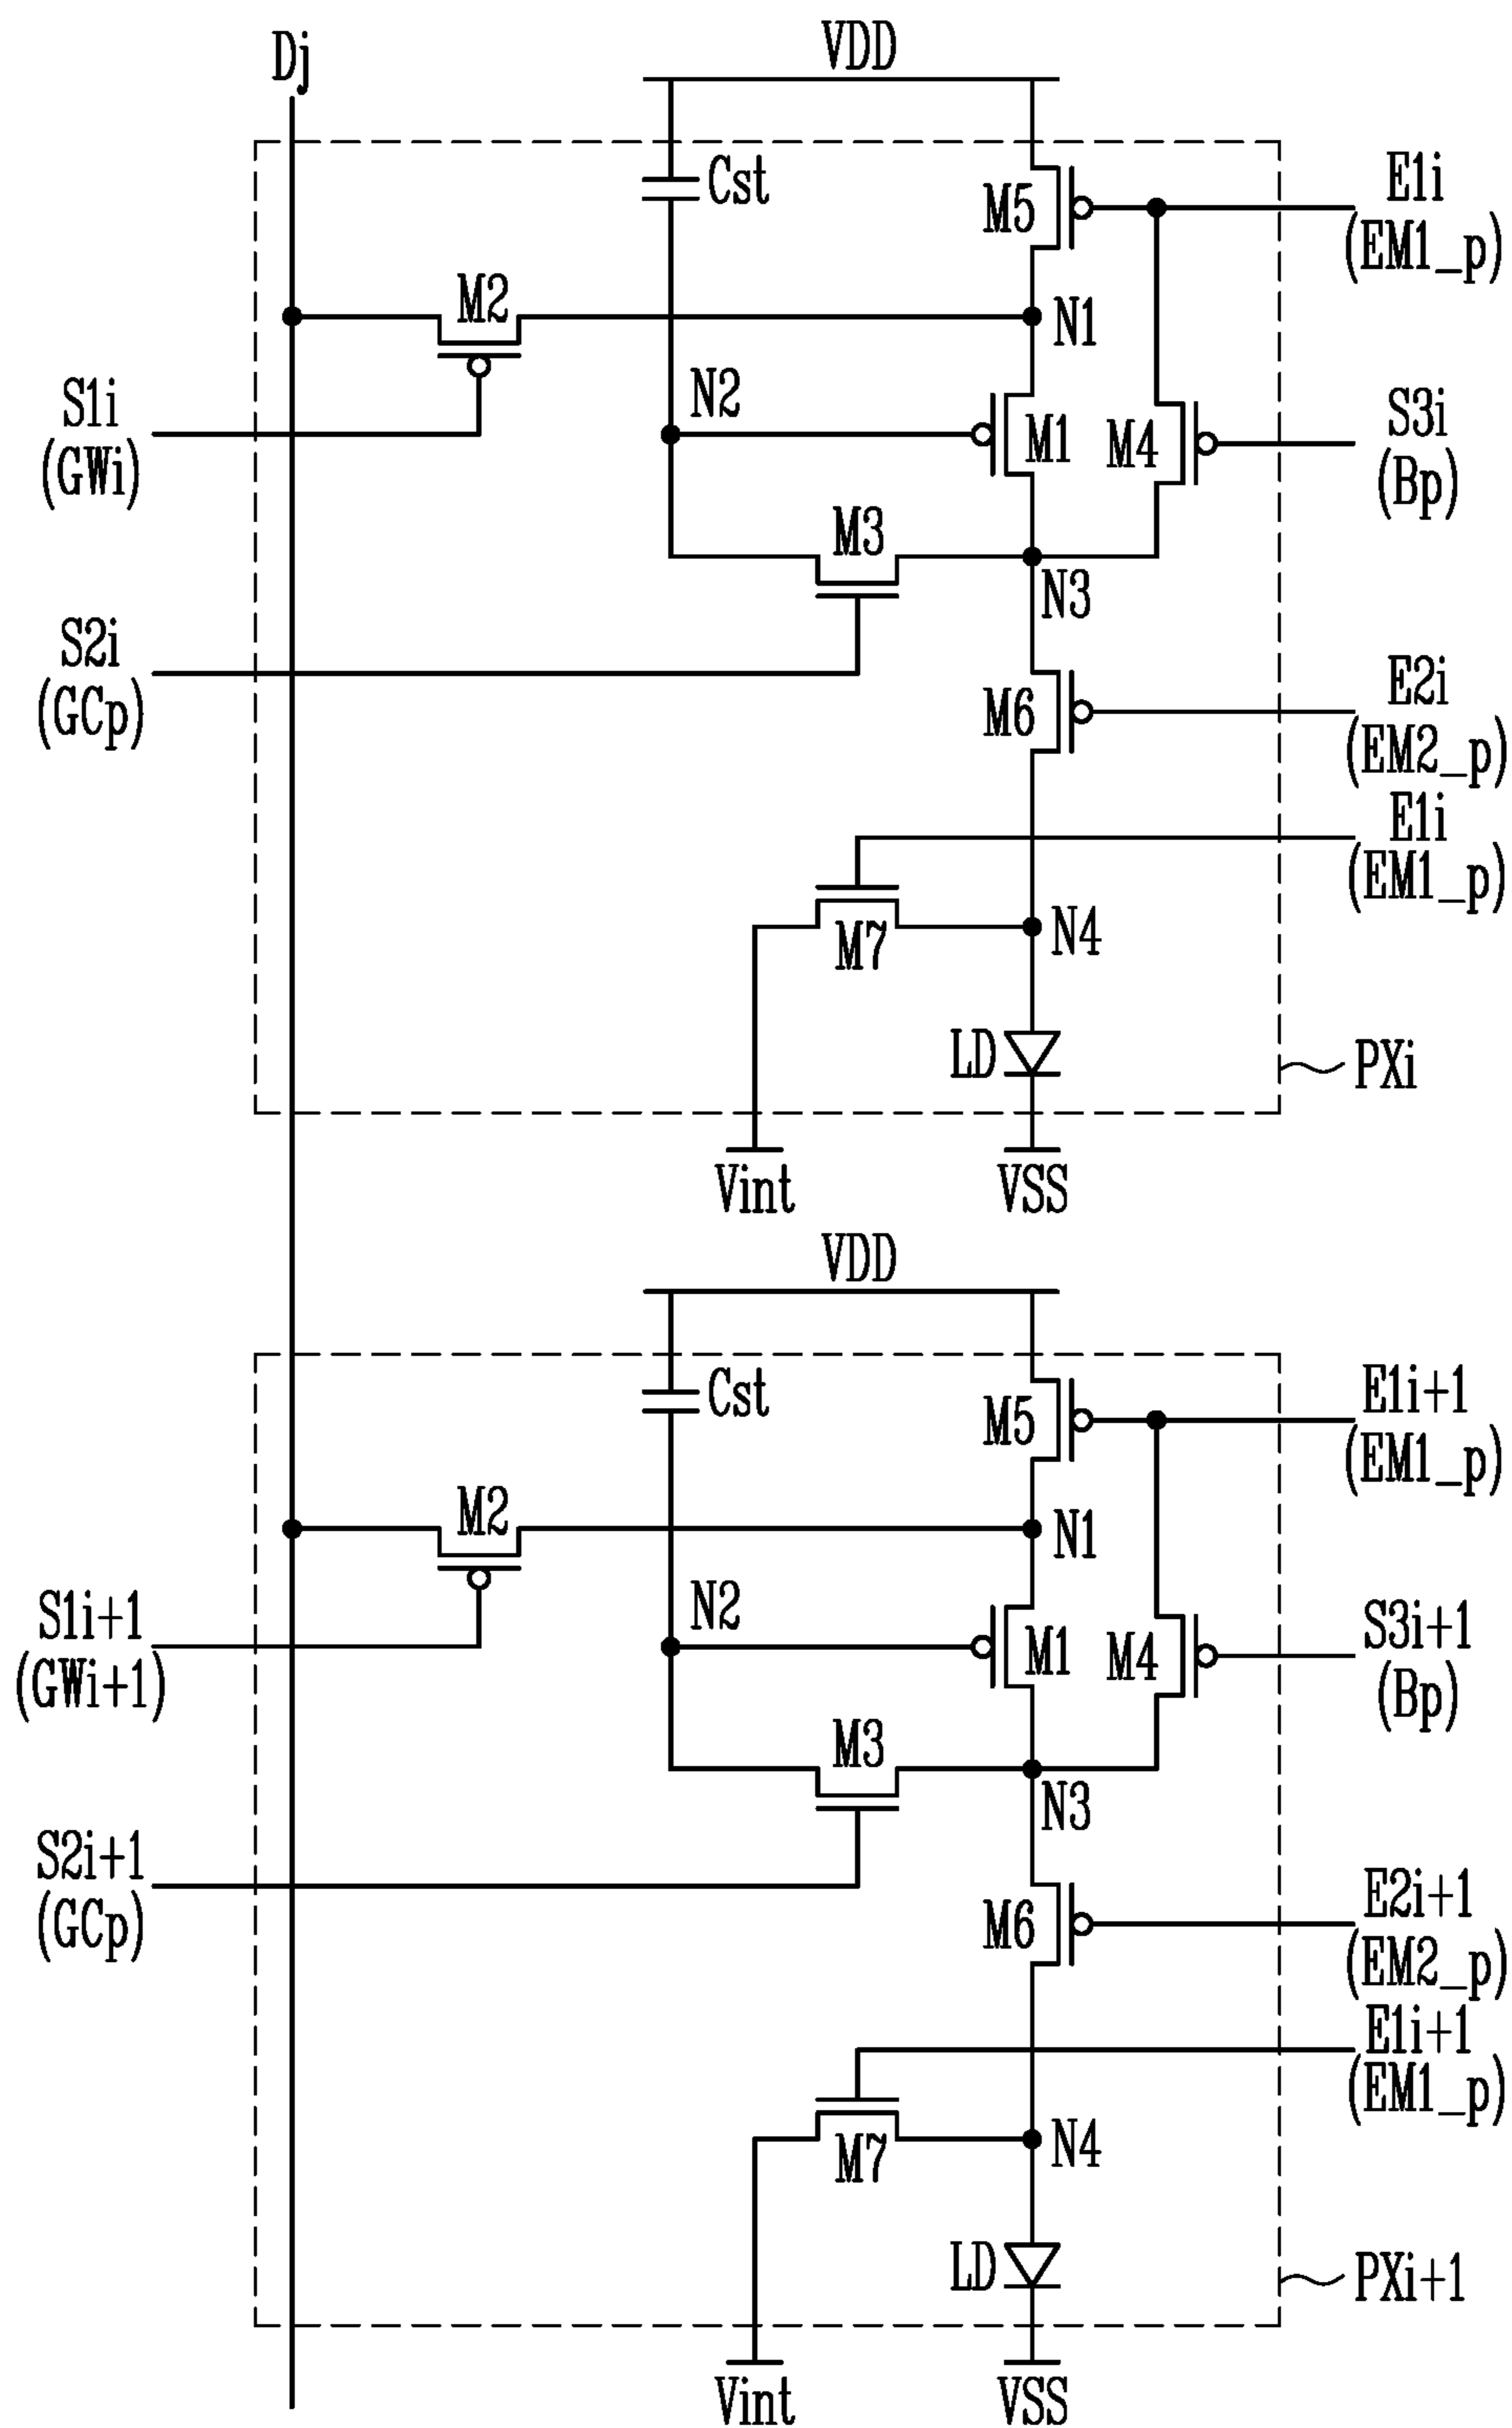 Dj
VDD
Cst
M5
E1i
(EM1_p)
M2
N1
S1i
(GWi)
N2
M1
M4
S3i
(Bp)
M3
N3
S2i
(GCp)
M6
E2i
(EM2_p)
E1i
(EM1_p)
M7
N4
LD
PXi
Vint
VSS
VDD
Cst
M5
E1i+1
(EM1_p)
M2
N1
S1i+1
(GWi+1)
N2
M1
M4
S3i+1
(Bp)
M3
N3
S2i+1
(GCp)
M6
E2i+1
(EM2_p)
E1i+1
(EM1_p)
M7
N4
LD
PXi+1
Vint
VSS